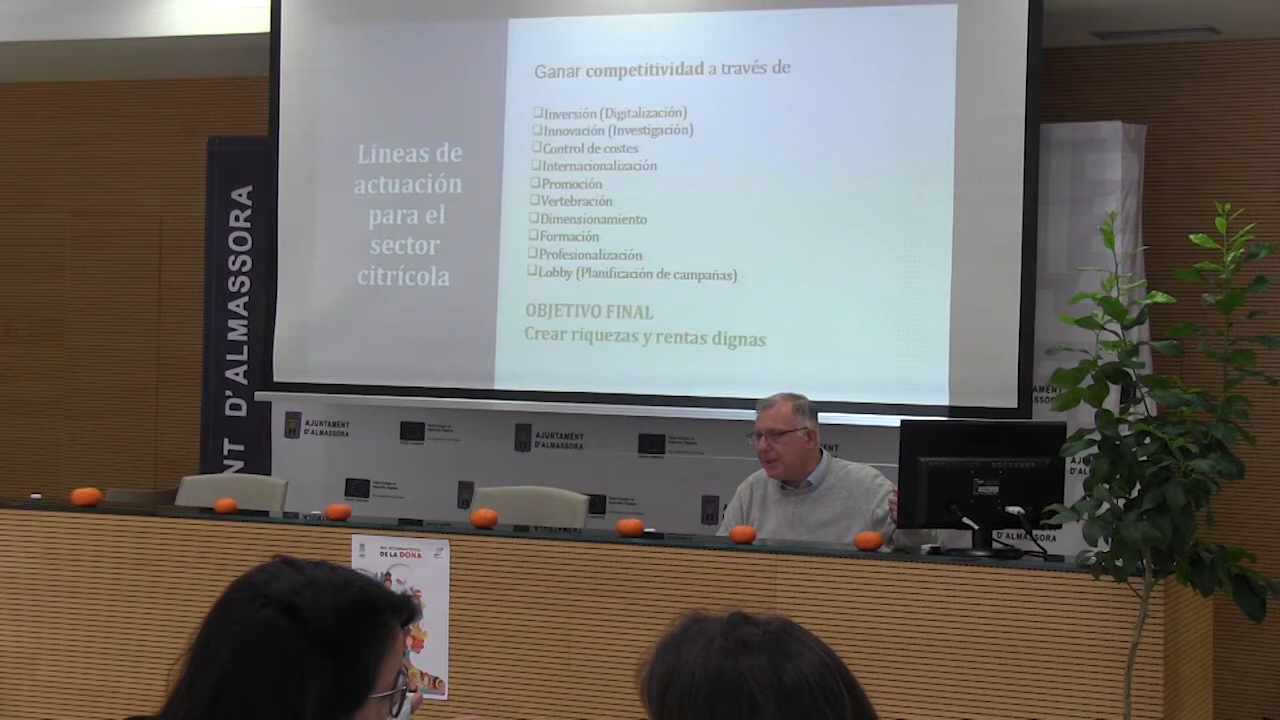 Líneas de
actuación
para el
sector
citrícola
Ganar competitividad a través de
❑Inversión (Digitalización)
❑Innovación (Investigación)
❑Control de costes
❑Internacionalización
❑Promoción
❑Vertebración
❑Dimensionamiento
❑Formación
❑Profesionalización
❑Lobby (Planificación de campañas)
OBJETIVO FINAL
Crear riquezas y rentas dignas
NT D'ALMASSORA
AJUNTAMENT
D'ALMASSORA
AJUNTAMENT
D'ALMASSORA
D'ALMASSORA
DE LA DONA